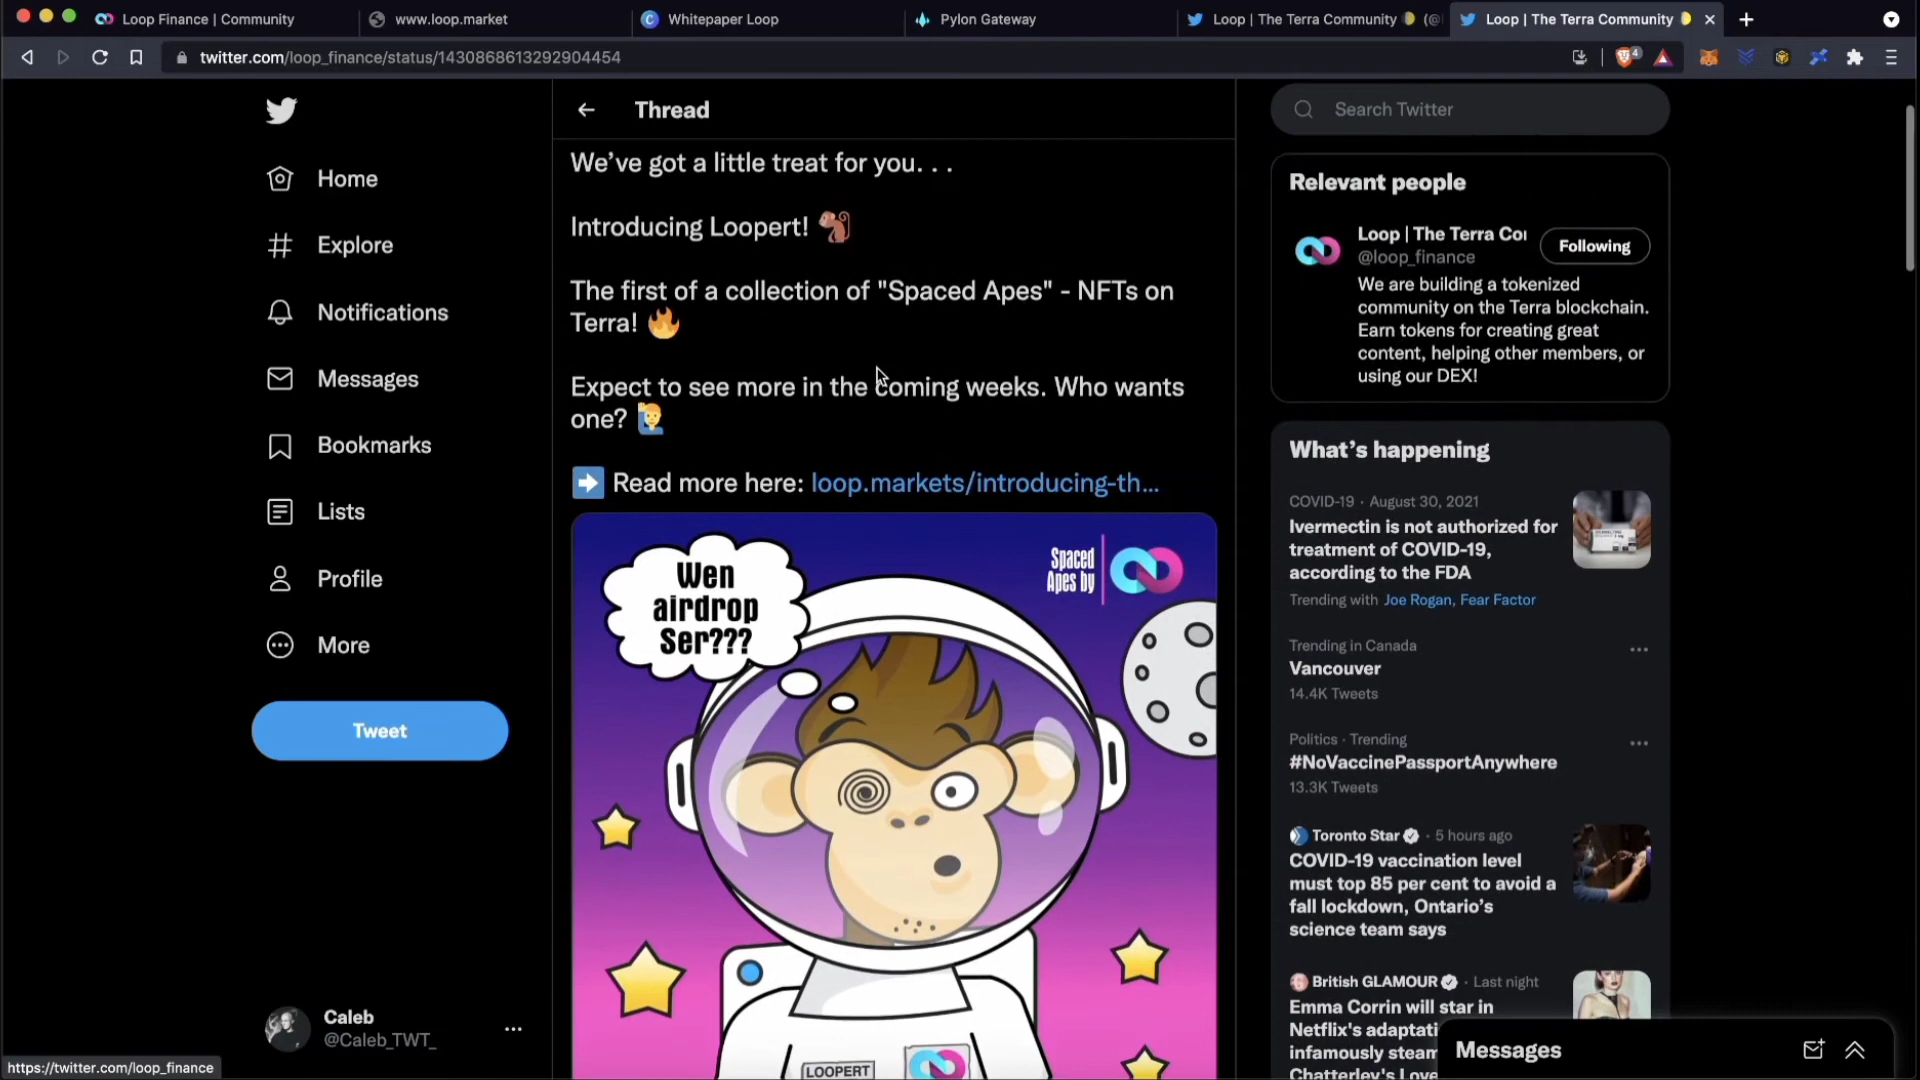 Loop Finance | Community
www.loop.market
Whitepaper Loop
Pylon Gateway
Loop | The Terra Community 🌔 (@
Loop | The Terra Community 🌔
twitter.com/loop_finance/status/1430868613292904454
4
Home
Explore
Notifications
Messages
Bookmarks
Lists
Profile
More
Tweet
Caleb
@Caleb_TWT_
https://twitter.com/loop_finance
Thread
We’ve got a little treat for you. . .
Introducing Loopert! 🐒
The first of a collection of "Spaced Apes" - NFTs on
Terra! 🔥
Expect to see more in the coming weeks. Who wants
one? 🙋‍♂️
➡️ Read more here: loop.markets/introducing-th...
Wen
airdrop
Ser???
Spaced
Apes by
LOOPERT
Search Twitter
Relevant people
Loop | The Terra Co
Following
@loop_finance
We are building a tokenized
community on the Terra blockchain.
Earn tokens for creating great
content, helping other members, or
using our DEX!
What’s happening
COVID-19 · August 30, 2021
Ivermectin is not authorized for
treatment of COVID-19,
according to the FDA
Trending with Joe Rogan, Fear Factor
Trending in Canada
Vancouver
14.4K Tweets
Politics · Trending
#NoVaccinePassportAnywhere
13.3K Tweets
Toronto Star · 5 hours ago
COVID-19 vaccination level
must top 85 per cent to avoid a
fall lockdown, Ontario’s
science team says
British GLAMOUR · Last night
Emma Corrin will star in
Netflix's adaptati
infamously steam
Chatterley's Love
Messages